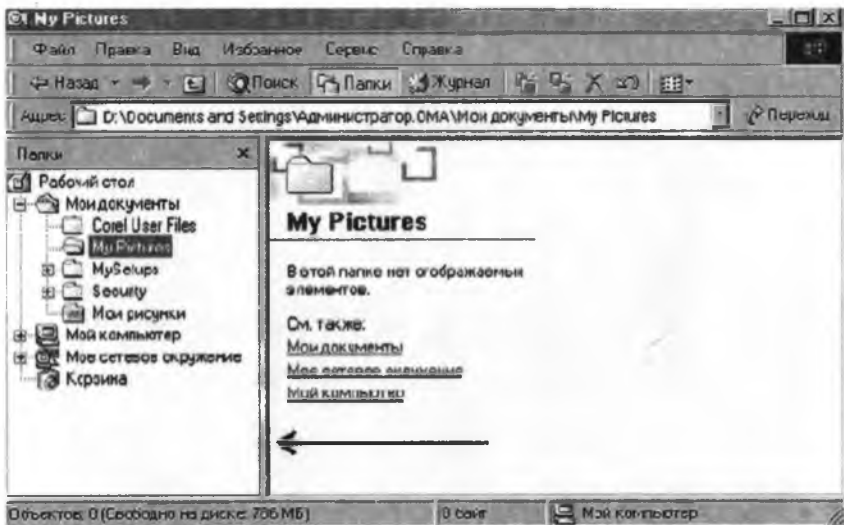 My Pictures
Файл Правка Вид Избранное Сервис Справка
Назад Поиск Папки Журнал
Адрес: D:\Documents and Settings\Администратор.OMA\Мои документы\My Pictures Переход
Папки
Рабочий стол
Мои документы
Corel User Files
My Pictures
MySetups
Security
Мои рисунки
Мой компьютер
Мое сетевое окружение
Корзина
My Pictures
В этой папке нет отображаемых
элементов.
См. также:
Мои документы
Мое сетевое окружение
Мой компьютер
Объектов: 0 (Свободно на диске: 706 МБ) 0 байт Мой компьютер